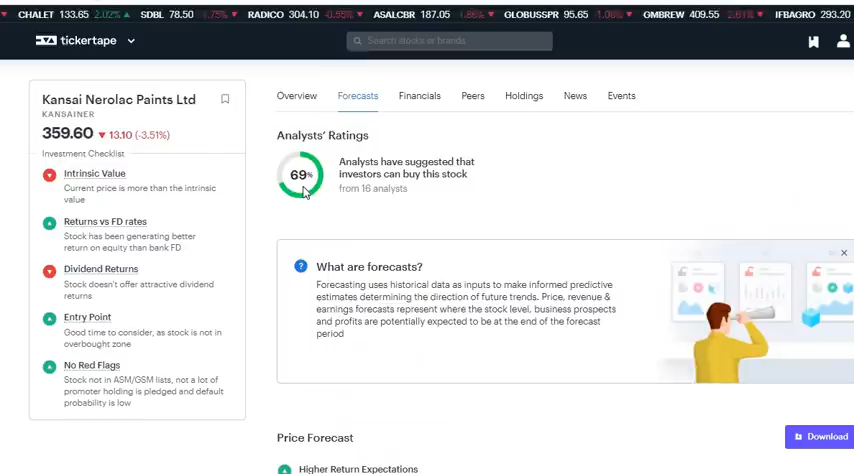 CHALET 133.65 2.02% SDBL 78.50 1.75% RADICO 304.10 -0.55% ASALCBR 187.05 1.86% GLOBUSSPR 95.65 -1.08% GMBREW 409.55 2.61% IFBAGRO 293.20
tickertape
Search stocks or brands
Kansai Nerolac Paints Ltd
KANSAINER
359.60 13.10 (-3.51%)
Investment Checklist
Intrinsic Value
Current price is more than the intrinsic
value
Returns vs FD rates
Stock has been generating better
return on equity than bank FD
Dividend Returns
Stock doesn't offer attractive dividend
returns
Entry Point
Good time to consider, as stock is not in
overbought zone
No Red Flags
Stock not in ASM/GSM lists, not a lot of
promoter holding is pledged and default
probability is low
Overview Forecasts Financials Peers Holdings News Events
Analysts' Ratings
69%
Analysts have suggested that
investors can buy this stock
from 16 analysts
What are forecasts?
Forecasting uses historical data as inputs to make informed predictive
estimates determining the direction of future trends. Price, revenue &
earnings forecasts represent where the stock level, business prospects
and profits are potentially expected to be at the end of the forecast
period
Price Forecast
Download
Higher Return Expectations